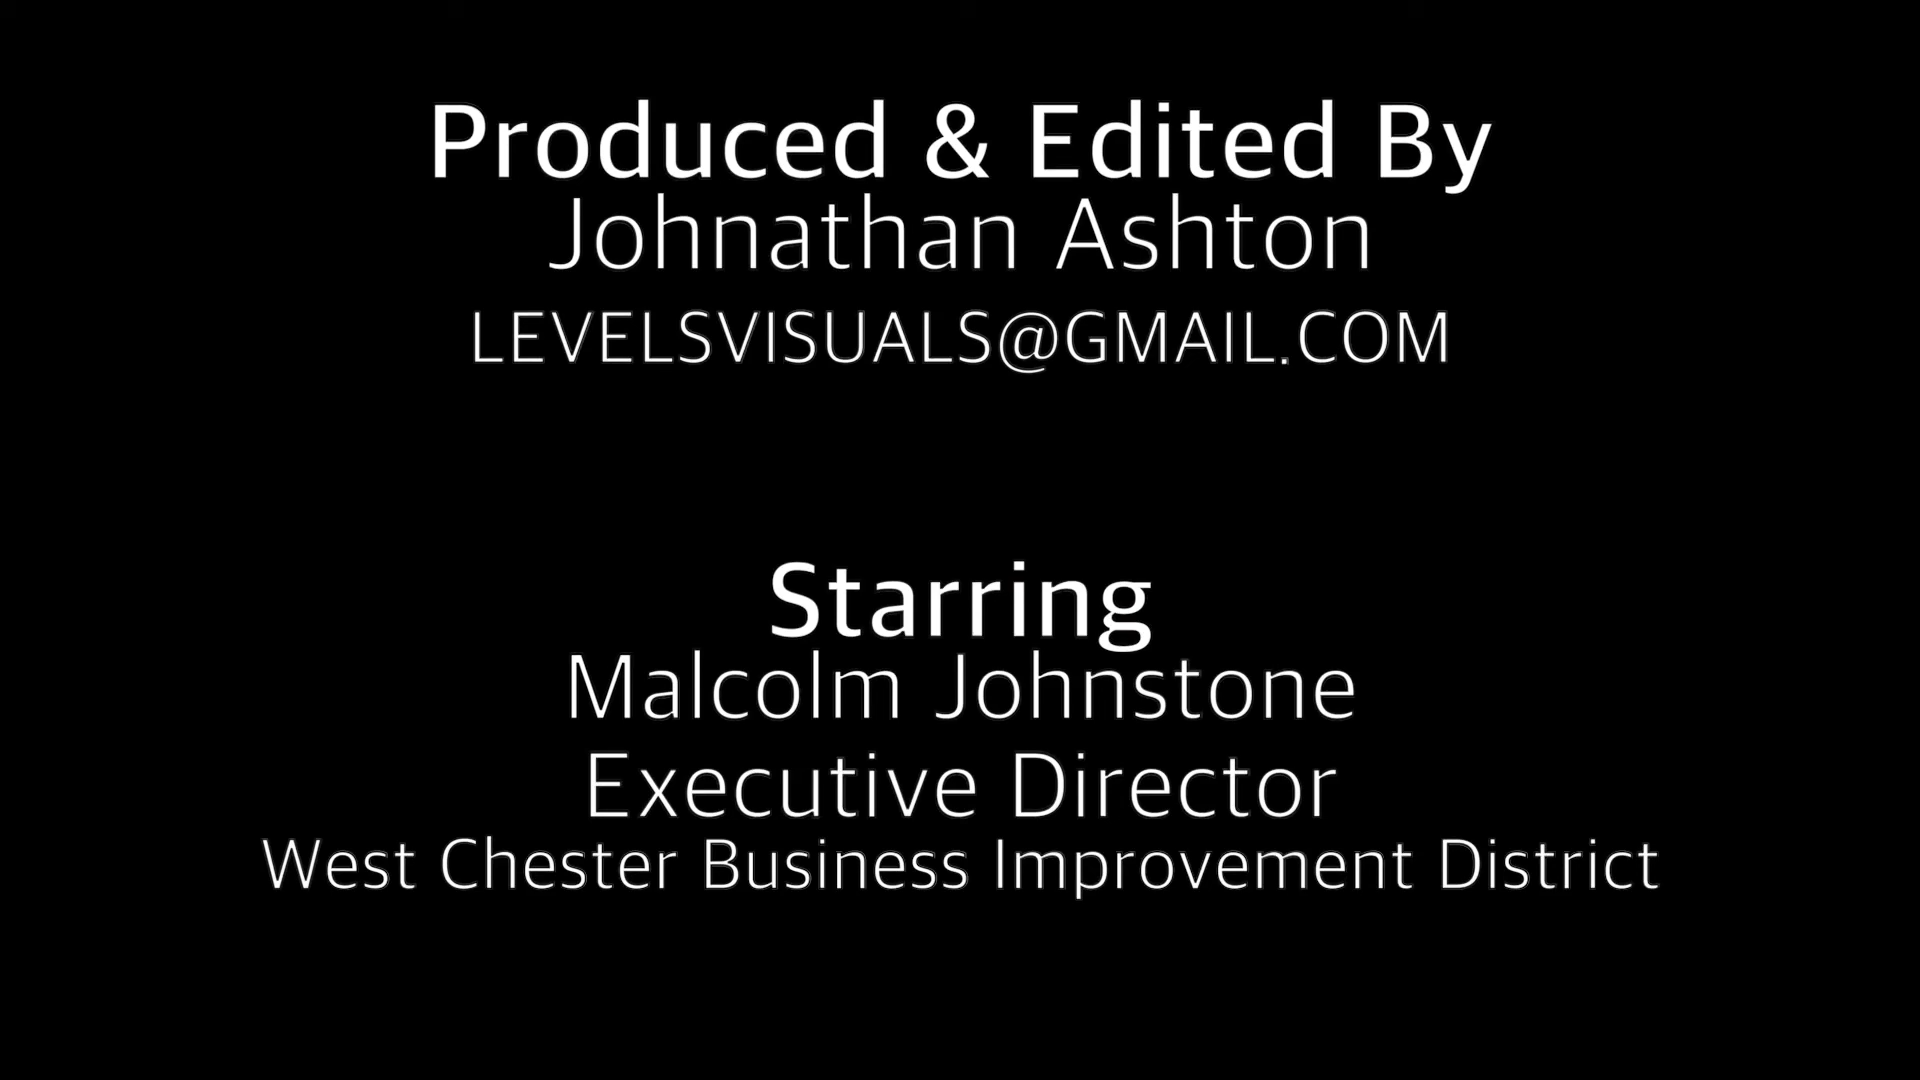 Produced & Edited By
Johnathan Ashton
LEVELSVISUALS@GMAIL.COM
Starring
Malcolm Johnstone
Executive Director
West Chester Business Improvement District